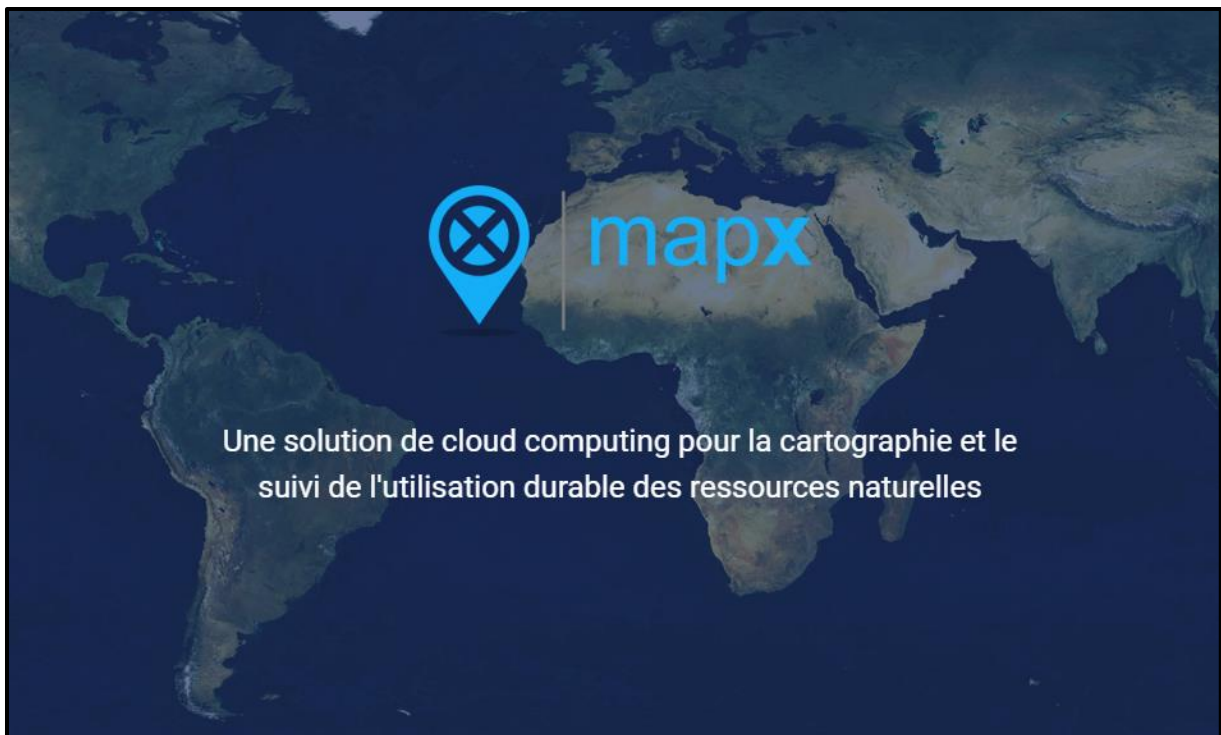 mapx
Une solution de cloud computing pour la cartographie et le
suivi de l'utilisation durable des ressources naturelles